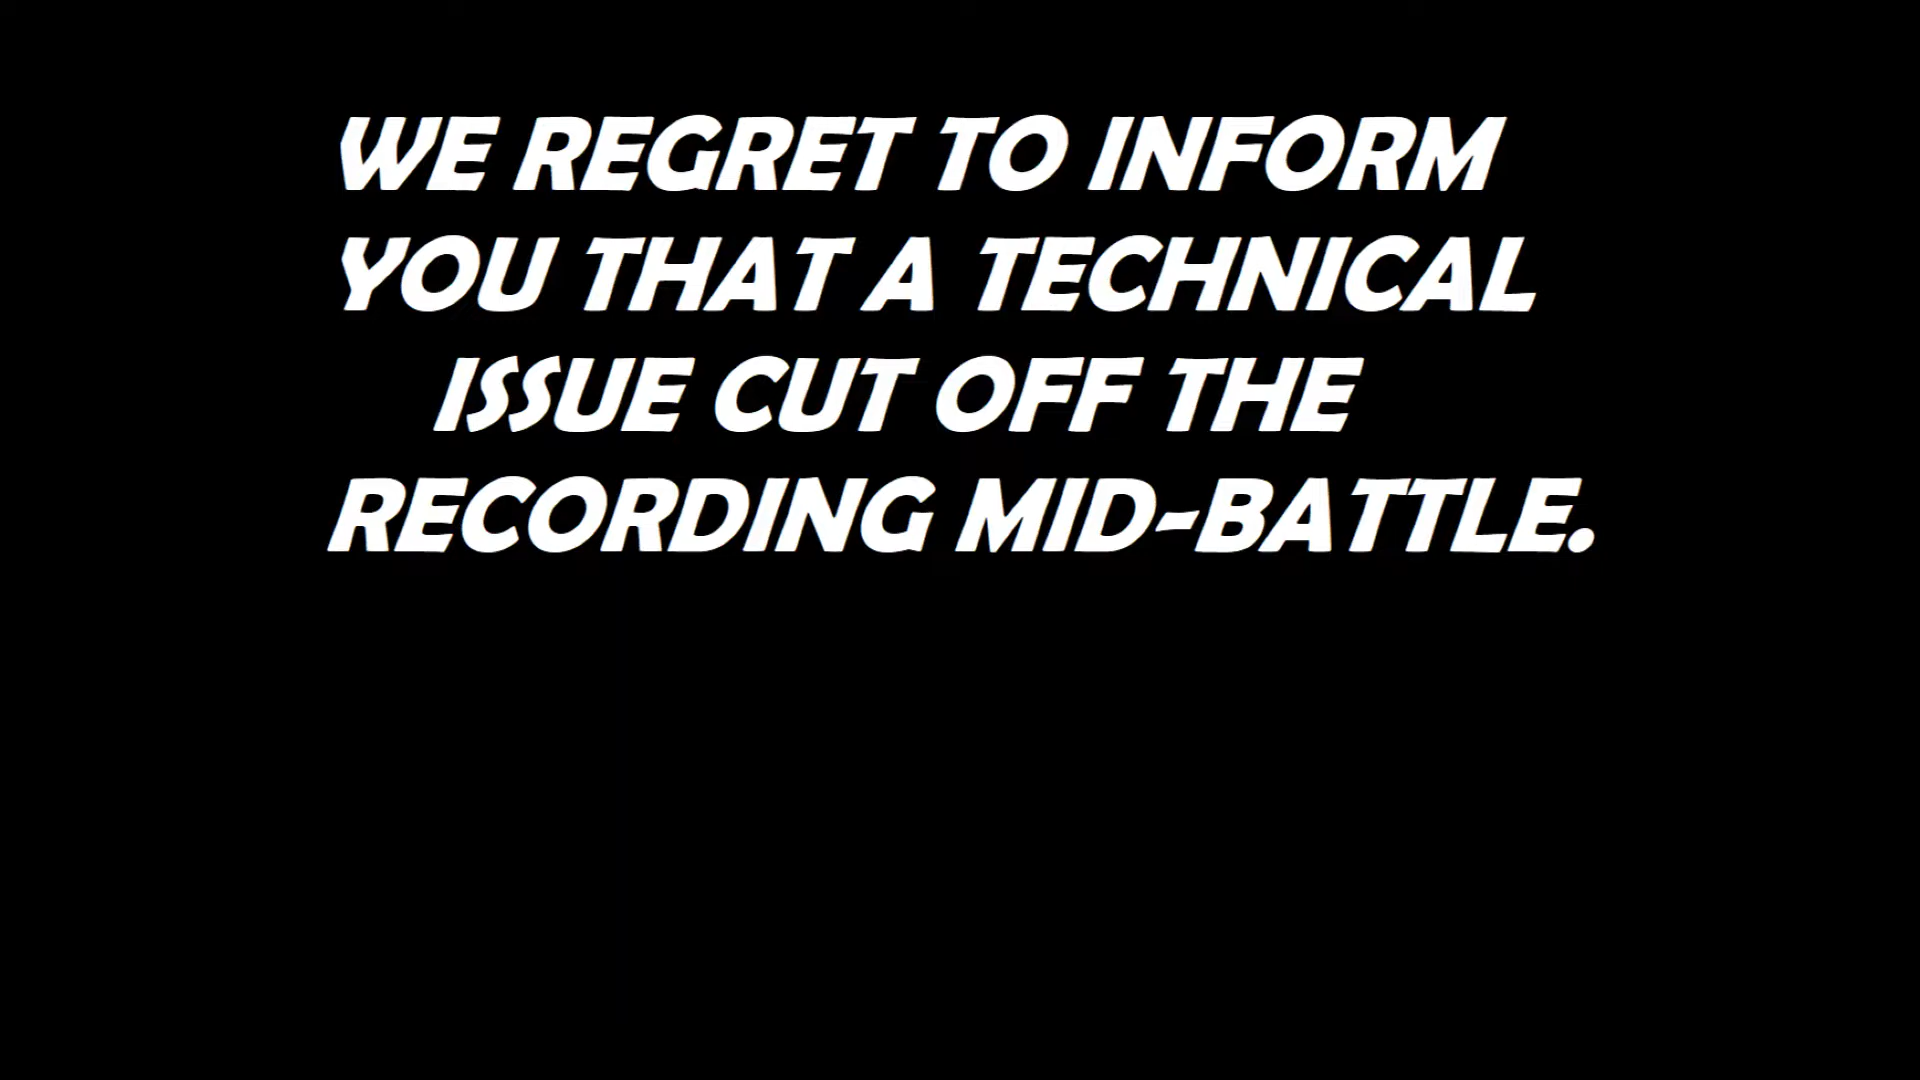 WE REGRET TO INFORM
YOU THAT A TECHNICAL
ISSUE CUT OFF THE
RECORDING MID-BATTLE.